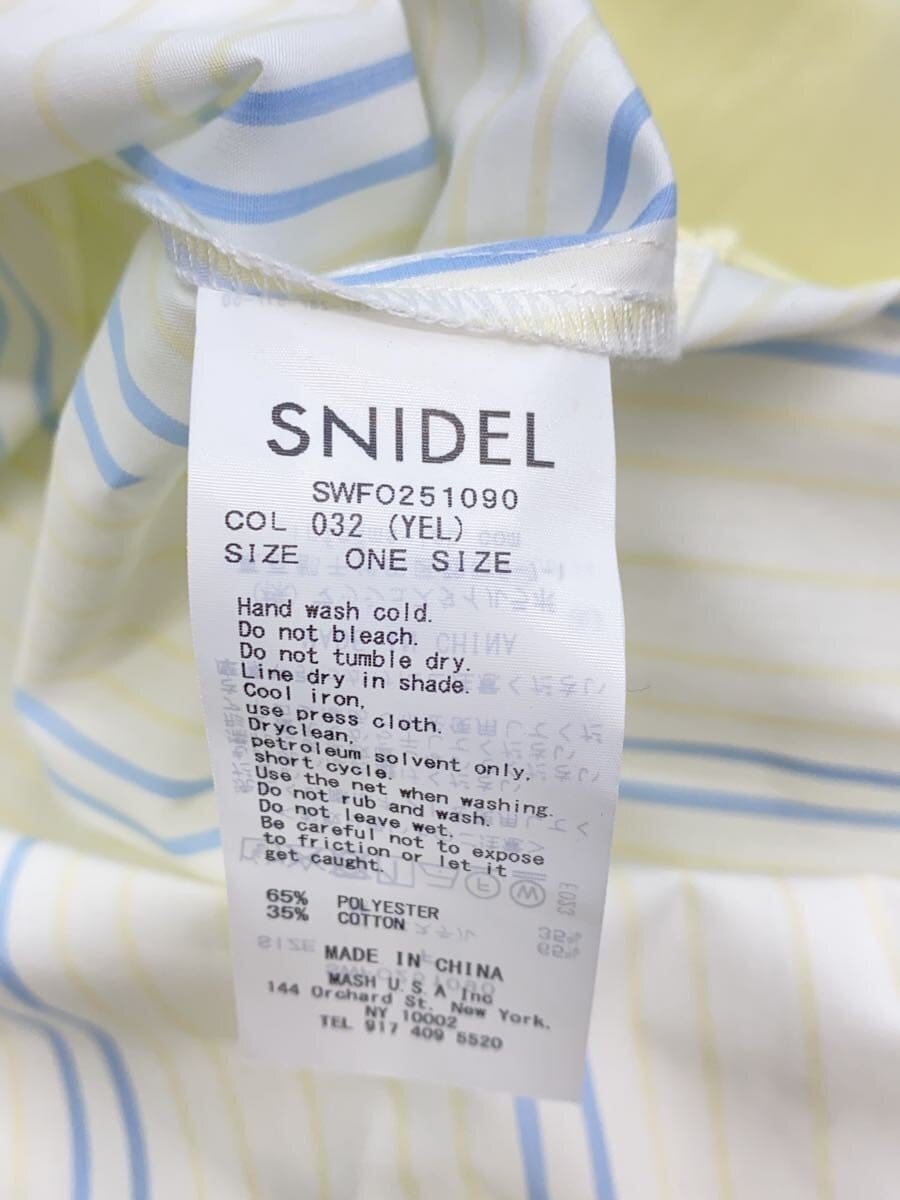 SNIDEL
SWFO251090
COL 032 (YEL)
SIZE ONE SIZE
Hand wash cold.
Do not bleach.
Do not tumble dry.
Line dry in shade.
Cool iron,
use press cloth.
Dryclean,
petroleum solvent only,
short cycle.
Use the net when washing.
Do not rub and wash.
Do not leave wet.
Be careful not to expose
to friction or let it
get caught.
65% POLYESTER
35% COTTON
MADE IN CHINA
MASH U.S.A Inc
144 Orchard St. New York.
NY 10002
TEL 917 409 5520